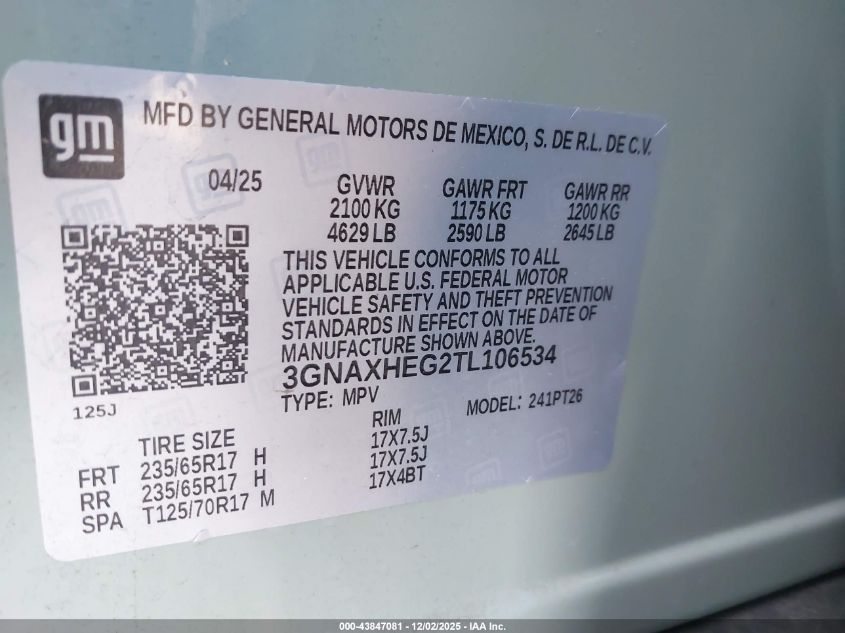 gm
MFD BY GENERAL MOTORS DE MEXICO, S. DE R.L. DE C.V.
04/25 GVWR GAWR FRT GAWR RR
2100 KG 1175 KG 1200 KG
4629 LB 2590 LB 2645 LB
THIS VEHICLE CONFORMS TO ALL
APPLICABLE U.S. FEDERAL MOTOR
VEHICLE SAFETY AND THEFT PREVENTION
STANDARDS IN EFFECT ON THE DATE OF
MANUFACTURE SHOWN ABOVE.
3GNAXHEG2TL106534
125J
TYPE: MPV MODEL: 241PT26
TIRE SIZE RIM
FRT 235/65R17 H 17X7.5J
RR 235/65R17 H 17X7.5J
SPA T125/70R17 M 17X4BT
000-43847081 - 12/02/2025 - IAA Inc.